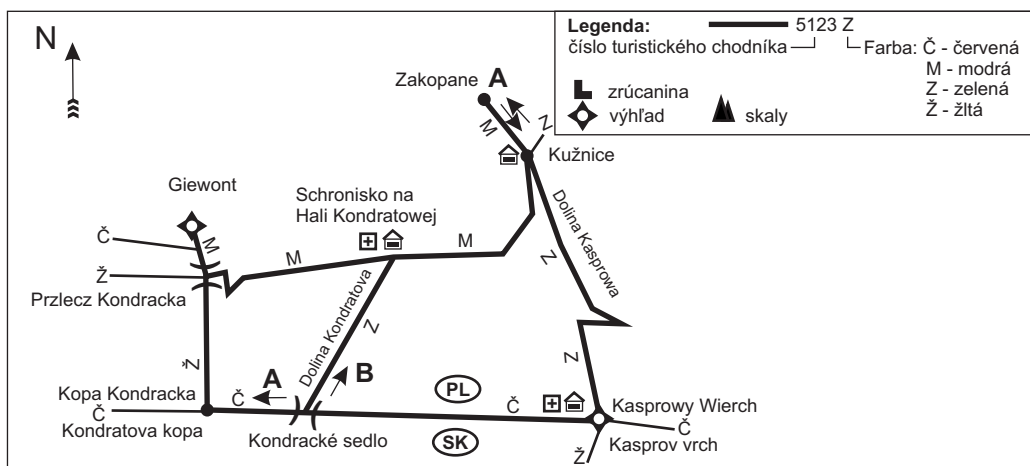 N
Legenda:
5123 Z
číslo turistického chodníka
Farba: Č - červená
M - modrá
Z - zelená
Ž - žltá
zrúcanina
výhľad
skaly
Zakopane
A
M
Z
Kužnice
Giewont
Schronisko na
Hali Kondratowej
Č
M
M
M
Ž
Przlecz Kondracka
Dolina Kasprowa
Z
Dolina Kondratova
Z
Ž
Z
Kopa Kondracka
Č
Kondratova kopa
Č
A
B
PL
Č
SK
Kondracké sedlo
Kasprowy Wierch
Č
Kasprov vrch
Ž